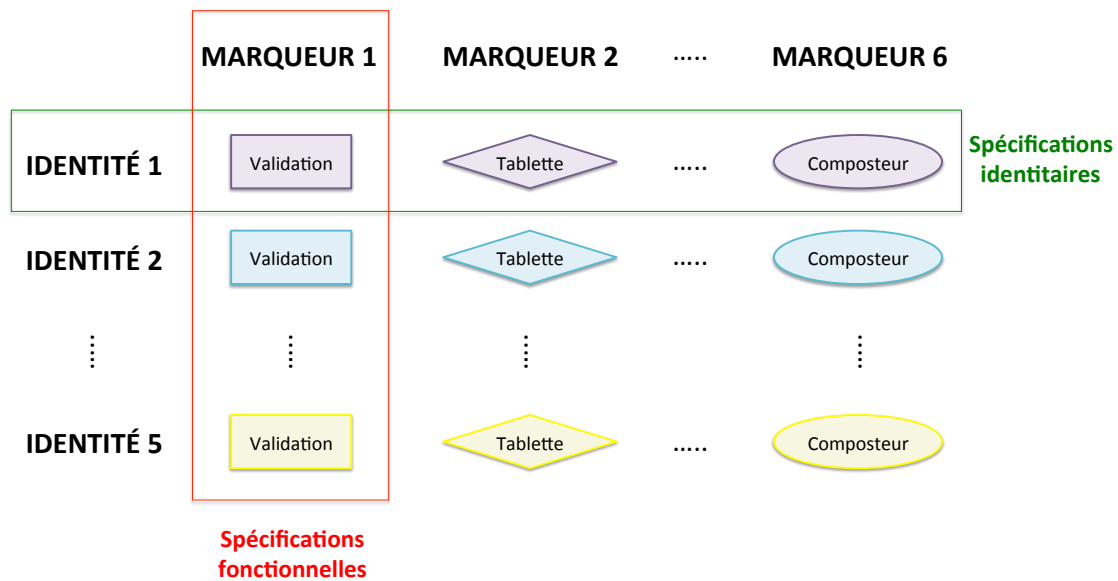 MARQUEUR 1 MARQUEUR 2 ..... MARQUEUR 6
IDENTITÉ 1 Validation Tablette ..... Composteur
Spécifications
identitaires
IDENTITÉ 2 Validation Tablette ..... Composteur
..... ..... ..... .....
IDENTITÉ 5 Validation Tablette ..... Composteur
Spécifications
fonctionnelles